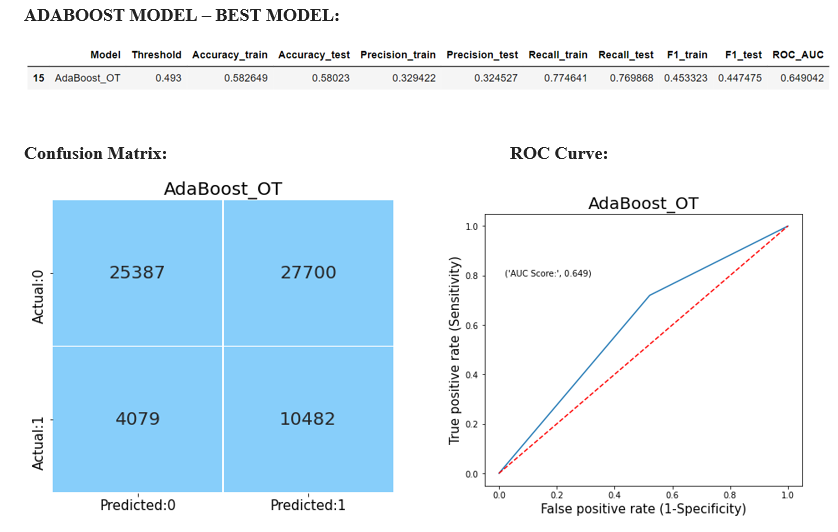 ADABOOST MODEL – BEST MODEL:
Model Threshold Accuracy_train Accuracy_test Precision_train Precision_test Recall_train Recall_test F1_train F1_test ROC_AUC
15 AdaBoost_OT 0.493 0.582649 0.58023 0.329422 0.324527 0.774641 0.769868 0.453323 0.447475 0.649042
Confusion Matrix:
ROC Curve:
AdaBoost_OT
Actual:0
25387 27700
Actual:1
4079 10482
Predicted:0 Predicted:1
AdaBoost_OT
True positive rate (Sensitivity)
1.0
0.8
0.6
0.4
0.2
0.0
('AUC Score:', 0.649)
0.0 0.2 0.4 0.6 0.8 1.0
False positive rate (1-Specificity)